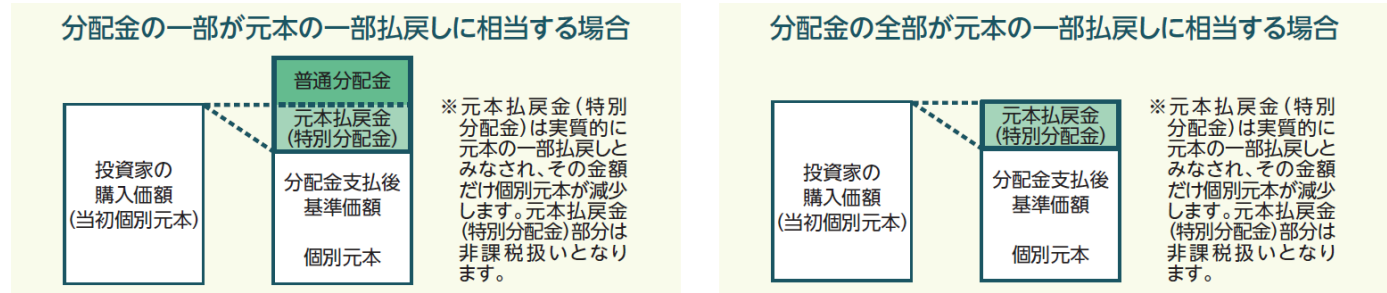 分配金の一部が元本の一部払戻しに相当する場合
投資家の
購入価額
(当初個別元本)
普通分配金
元本払戻金
(特別分配金)
分配金支払後
基準価額
個別元本
※元本払戻金(特別
分配金)は実質的に
元本の一部払戻しと
みなされ、その金額
だけ個別元本が減少
します。元本払戻金
(特別分配金)部分は
非課税扱いとなり
ます。
分配金の全部が元本の一部払戻しに相当する場合
投資家の
購入価額
(当初個別元本)
元本払戻金
(特別分配金)
分配金支払後
基準価額
個別元本
※元本払戻金(特別
分配金)は実質的に
元本の一部払戻しと
みなされ、その金額
だけ個別元本が減少
します。元本払戻金
(特別分配金)部分は
非課税扱いとなり
ます。